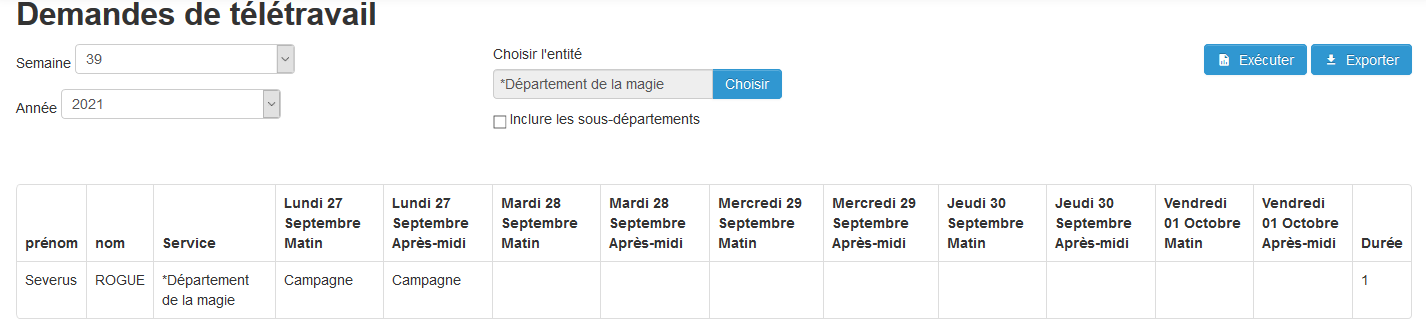 Demandes de télétravail
Semaine 39
Année 2021
Choisir l'entité
*Département de la magie Choisir
Inclure les sous-départements
Exécuter Exporter
prénom
nom
Service
Lundi 27
Septembre
Matin
Lundi 27
Septembre
Après-midi
Mardi 28
Septembre
Matin
Mardi 28
Septembre
Après-midi
Mercredi 29
Septembre
Matin
Mercredi 29
Septembre
Après-midi
Jeudi 30
Septembre
Matin
Jeudi 30
Septembre
Après-midi
Vendredi
01 Octobre
Matin
Vendredi
01 Octobre
Après-midi
Durée
Severus
ROGUE
*Département
de la magie
Campagne
Campagne
1